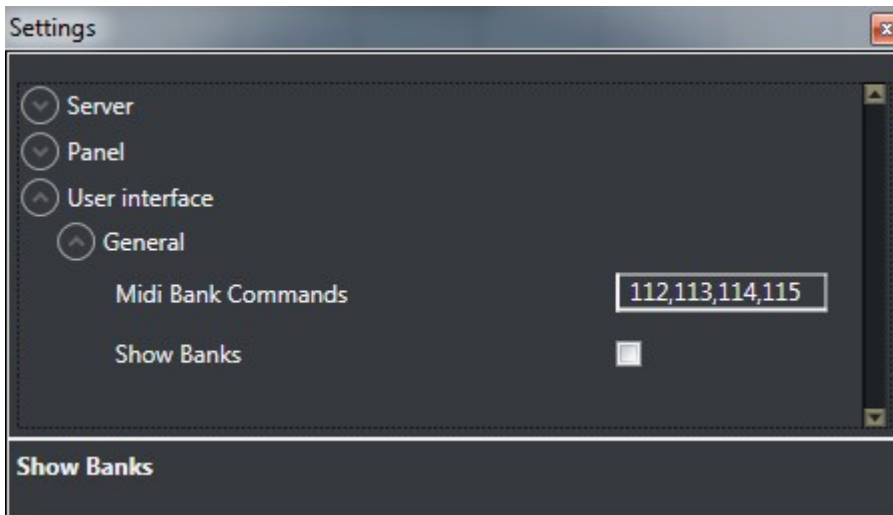 Settings
Server
Panel
User interface
General
Midi Bank Commands 112,113,114,115
Show Banks
Show Banks